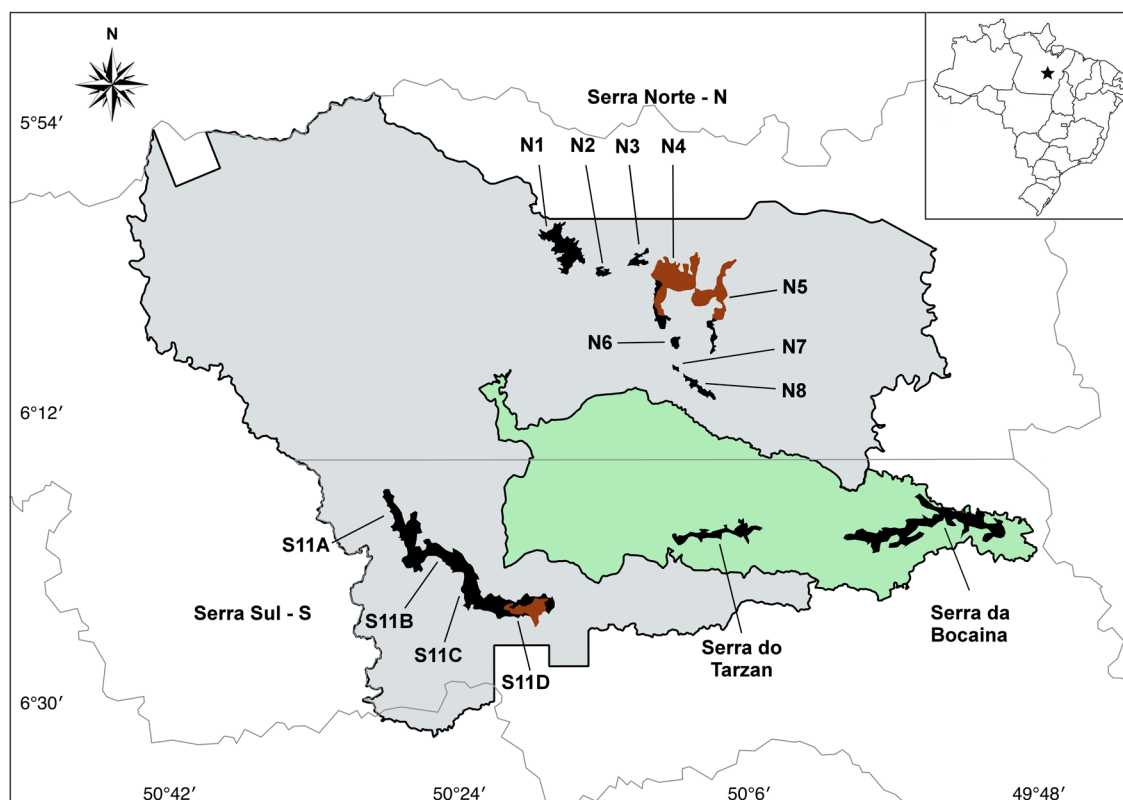 N
Serra Norte - N
5°54′
N1 N2 N3 N4
N5
N6
N7
N8
6°12′
S11A
Serra Sul - S
S11B
S11C
S11D
Serra do
Tarzan
Serra da
Bocaina
6°30′
50°42′ 50°24′ 50°6′ 49°48′